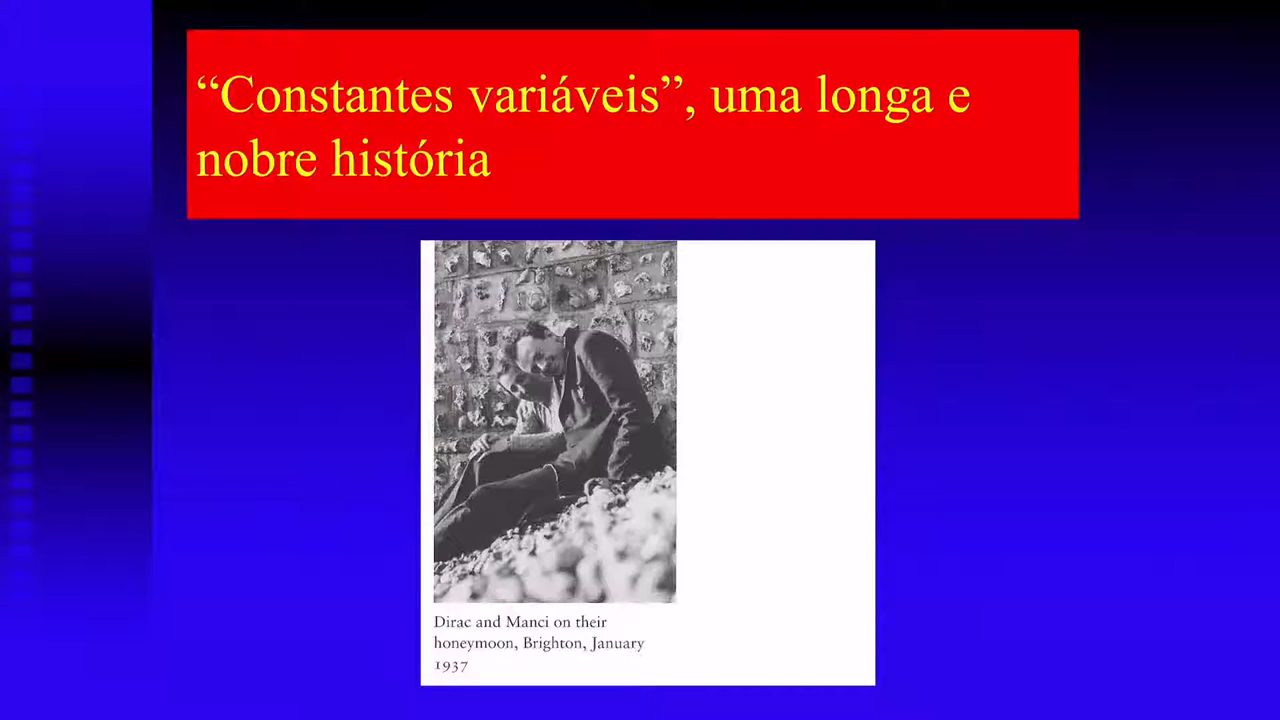 “Constantes variáveis”, uma longa e
nobre história
Dirac and Manci on their
honeymoon, Brighton, January
1937